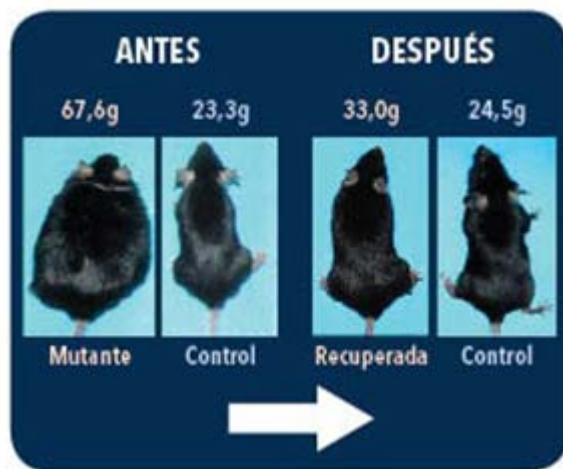 ANTES DESPUÉS
67,6g 23,3g 33,0g 24,5g
Mutante Control Recuperada Control